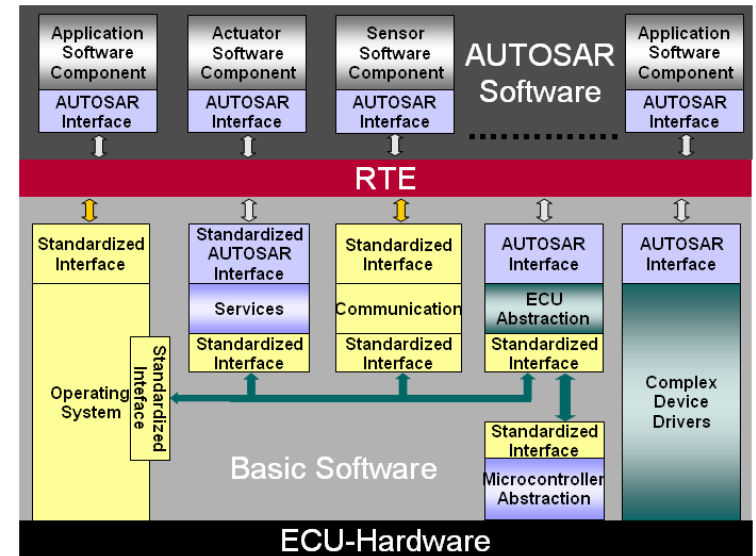 Application
Software
Component
AUTOSAR
Interface
Actuator
Software
Component
AUTOSAR
Interface
Sensor
Software
Component
AUTOSAR
Interface
AUTOSAR
Software
Application
Software
Component
AUTOSAR
Interface
RTE
Standardized
Interface
Operating
System
Standardized
Interface
Standardized
AUTOSAR
Interface
Services
Standardized
Interface
Standardized
Interface
Communication
Standardized
Interface
AUTOSAR
Interface
ECU
Abstraction
Standardized
Interface
Standardized
Interface
Microcontroller
Abstraction
AUTOSAR
Interface
Complex
Device
Drivers
Basic Software
ECU-Hardware